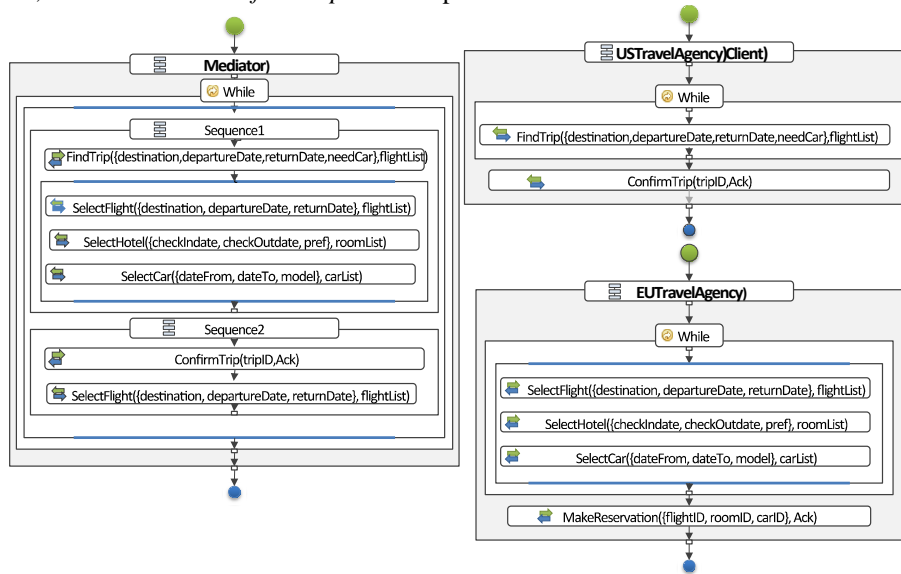 Mediator)
While
Sequence1
FindTrip({destination,departureDate,returnDate,needCar},flightList)
SelectFlight({destination, departureDate, returnDate}, flightList)
SelectHotel({checkIndate, checkOutdate, pref}, roomList)
SelectCar({dateFrom, dateTo, model}, carList)
Sequence2
ConfirmTrip(tripID,Ack)
SelectFlight({destination, departureDate, returnDate}, flightList)
USTravelAgency)Client)
While
FindTrip({destination,departureDate,returnDate,needCar},flightList)
ConfirmTrip(tripID,Ack)
EUTravelAgency)
While
SelectFlight({destination, departureDate, returnDate}, flightList)
SelectHotel({checkIndate, checkOutdate, pref}, roomList)
SelectCar({dateFrom, dateTo, model}, carList)
MakeReservation({flightID, roomID, carID}, Ack)